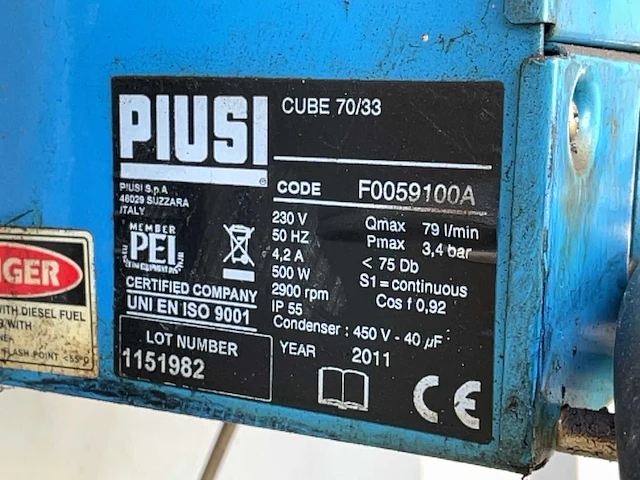 PIUSI
CUBE 70/33
PIUSI S.p.A
46029 SUZZARA
ITALY
CODE F0059100A
MEMBER
PEI
230 V
50 HZ
4,2 A
500 W
2900 rpm
IP 55
Qmax 79 l/min
Pmax 3,4 bar
< 75 Db
S1=continuous
Cos f 0,92
Condenser : 450 V - 40 µF
CERTIFIED COMPANY
UNI EN ISO 9001
LOT NUMBER
1151982
YEAR 2011
CE
NGER
WITH DIESEL FUEL
WITH
FLASH POINT <55°